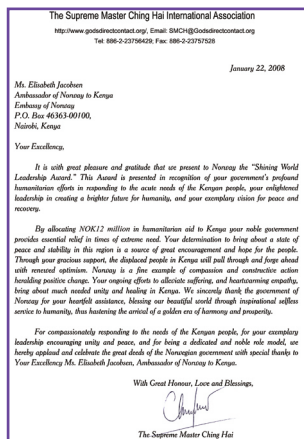 The Supreme Master Ching Hai International Association
http://www.godsdirectcontact.org/, Email: SMCH@Godsdirectcontact.org
Tel: 886-2-23756429; Fax: 886-2-23757528
January 22, 2008
Ms. Elisabeth Jacobsen
Ambassador of Norway to Kenya
Embassy of Norway
P.O. Box 46363-00100,
Nairobi, Kenya
Your Excellency,
It is with great pleasure and gratitude that we present to Norway the "Shining World
Leadership Award." This Award is presented in recognition of your government's profound
humanitarian efforts in responding to the acute needs of the Kenyan people, your enlightened
leadership in creating a brighter future for humanity, and your exemplary vision for peace and
recovery.
By allocating NOK12 million in humanitarian aid to Kenya your noble government
provides essential relief in times of extreme need. Your determination to bring about a state of
peace and stability in this region is a source of great encouragement and hope for the people.
Through your gracious support, the displaced people in Kenya will pull through and forge ahead
with renewed optimism. Norway is a fine example of compassion and constructive action
heralding positive change. Your ongoing efforts to alleviate suffering, and heartwarming empathy,
bring about much needed unity and healing in Kenya. We sincerely thank the government of
Norway for your heartfelt assistance, blessing our beautiful world through inspirational selfless
service to humanity, thus hastening the arrival of a golden era of harmony and prosperity.
For compassionately responding to the needs of the Kenyan people, for your exemplary
leadership encouraging unity and peace, and for being a dedicated and noble role model, we
hereby applaud and celebrate the great deeds of the Norwegian government with special thanks to
Your Excellency Ms. Elisabeth Jacobsen, Ambassador of Norway to Kenya.
With Great Honour, Love and Blessings,
The Supreme Master Ching Hai